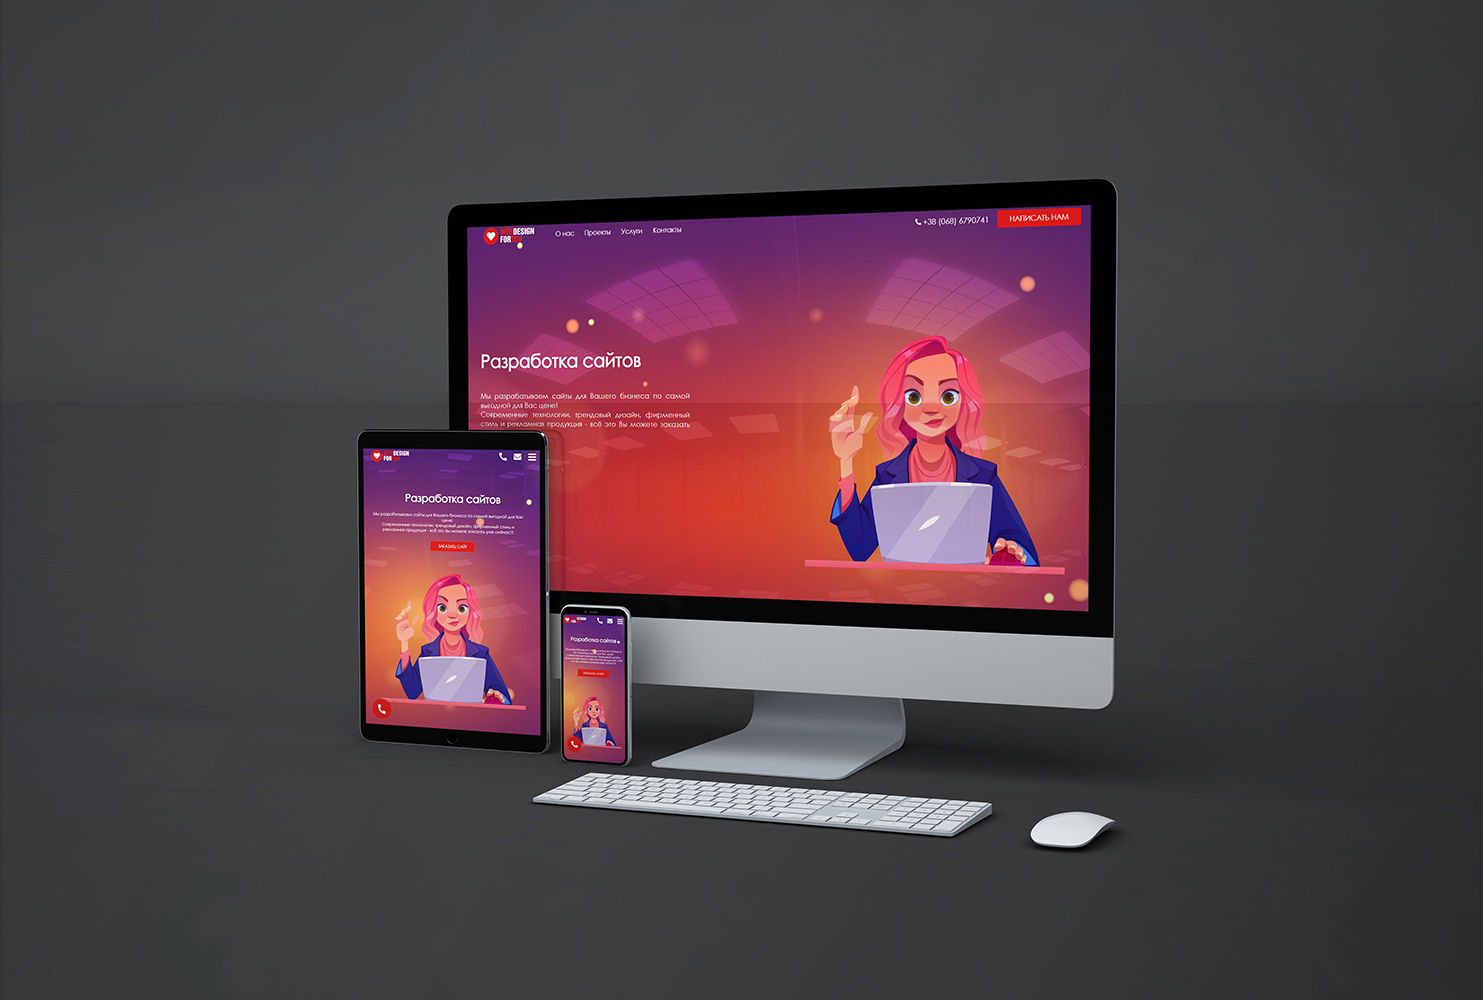 DESIGN
FOR
О нас Проекты Услуги Контакты
+38 (068) 6790741
НАПИСАТЬ НАМ
Разработка сайтов
Мы разрабатываем сайты для Вашего бизнеса по самой
выгодной для Вас цене!
Современные технологии, трендовый дизайн, фирменный
стиль и рекламная продукция - всё это Вы можете заказать
DESIGN
FOR
Разработка сайтов
Мы разрабатываем сайты для Вашего бизнеса по самой выгодной для Вас
цене!
Современные технологии, трендовый дизайн, фирменный стиль и
рекламная продукция - всё это Вы можете заказать уже сейчас!!!
ЗАКАЗАТЬ САЙТ
DESIGN
FOR
Разработка сайтов
ЗАКАЗАТЬ САЙТ